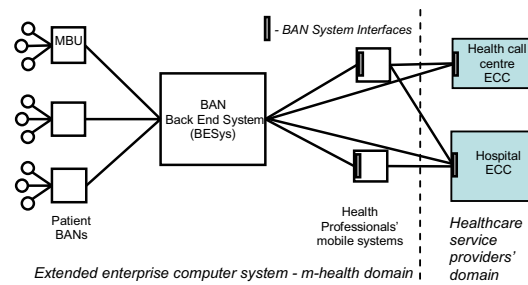 MBU
- BAN System Interfaces
Health call
centre
ECC
BAN
Back End System
(BESys)
Hospital
ECC
Patient
BANs
Health
Professionals'
mobile systems
Healthcare
service
providers'
domain
Extended enterprise computer system - m-health domain